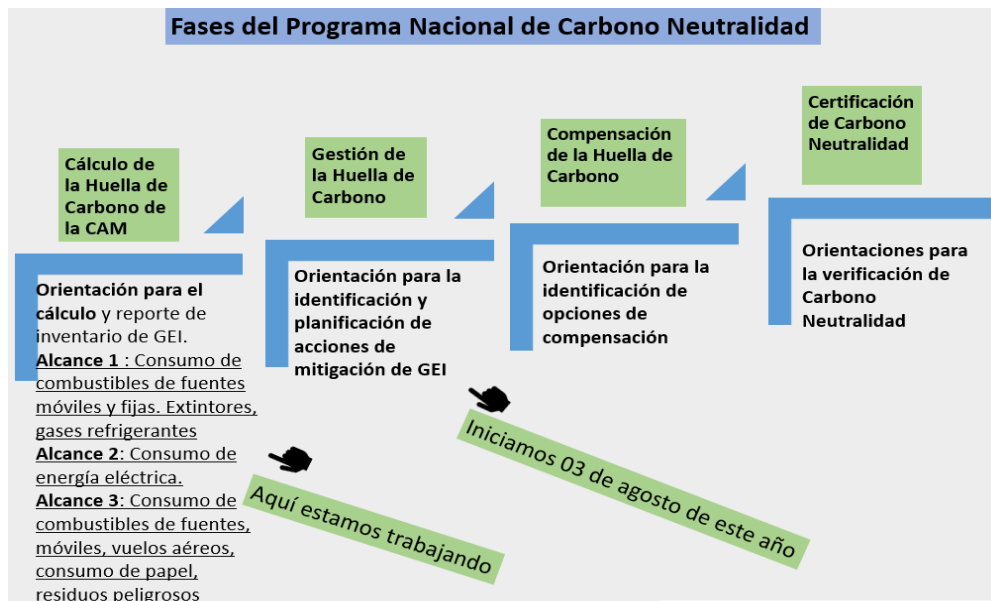 Fases del Programa Nacional de Carbono Neutralidad
Cálculo de
la Huella de
Carbono de
la CAM
Orientación para el
cálculo y reporte de
inventario de GEI.
Alcance 1 : Consumo de
combustibles de fuentes
móviles y fijas. Extintores,
gases refrigerantes
Alcance 2: Consumo de
energía eléctrica.
Alcance 3: Consumo de
combustibles de fuentes,
móviles, vuelos aéreos,
consumo de papel,
residuos peligrosos
Aquí estamos trabajando
Gestión de
la Huella de
Carbono
Orientación para la
identificación y
planificación de
acciones de
mitigación de GEI
Iniciamos 03 de agosto de este año
Compensación
de la Huella de
Carbono
Orientación para la
identificación de
opciones de
compensación
Certificación
de Carbono
Neutralidad
Orientaciones para
la verificación de
Carbono
Neutralidad